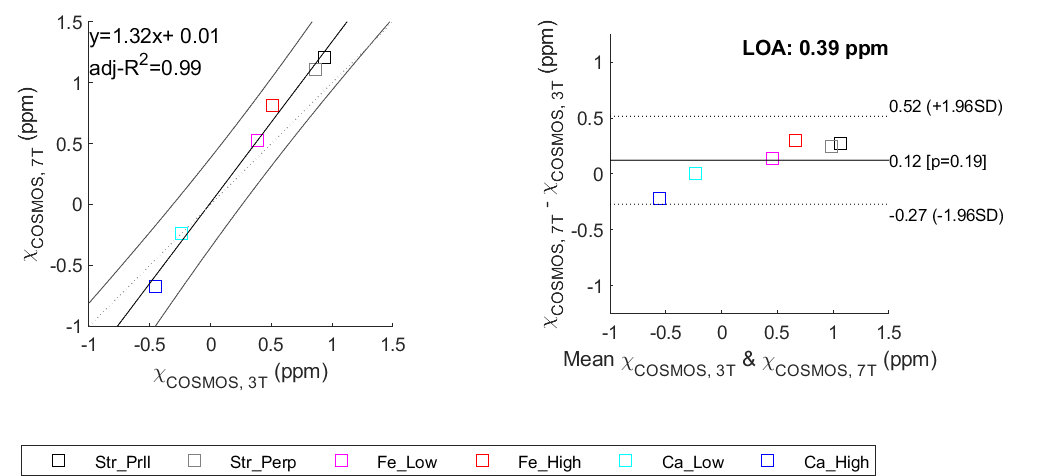 y=1.32x+ 0.01
adj-R²=0.99
1.5
1
0.5
0
-0.5
-1
-1
-0.5
0
0.5
1
1.5
χCOSMOS, 7T (ppm)
χCOSMOS, 3T (ppm)
LOA: 0.39 ppm
1
0.5
0
-0.5
-1
-1
-0.5
0
0.5
1
1.5
0.52 (+1.96SD)
0.12 [p=0.19]
-0.27 (-1.96SD)
χCOSMOS, 7T - χCOSMOS, 3T (ppm)
Mean χCOSMOS, 3T & χCOSMOS, 7T (ppm)
Str_Prll
Str_Perp
Fe_Low
Fe_High
Ca_Low
Ca_High